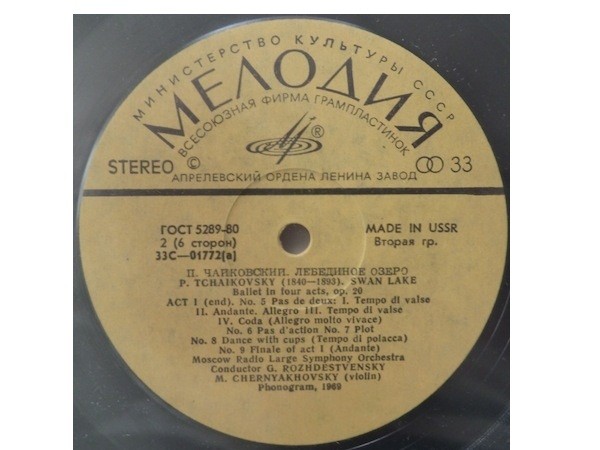 МИНИСТЕРСТВО КУЛЬТУРЫ СССР
МЕЛОДИЯ
ВСЕСОЮЗНАЯ ФИРМА ГРАМПЛАСТИНОК
®
STEREO © 33
АПРЕЛЕВСКИЙ ОРДЕНА ЛЕНИНА ЗАВОД
ГОСТ 5289-80 MADE IN USSR
2 (6 сторон) Вторая гр.
33С—01772(а)
П. ЧАЙКОВСКИЙ. ЛЕБЕДИНОЕ ОЗЕРО
P. TCHAIKOVSKY (1840—1893). SWAN LAKE
Ballet in four acts, op. 20
ACT 1 (end). No. 5 Pas de deux: I. Tempo di valse
II. Andante. Allegro III. Tempo di valse
IV. Coda (Allegro molto vivace)
No. 6 Pas d'action No. 7 Plot
No. 8 Dance with cups (Tempo di polacca)
No. 9 Finale of act I (Andante)
Moscow Radio Large Symphony Orchestra
Conductor G. ROZHDESTVENSKY
M. CHERNYAKHOVSKY (violin)
Phonogram, 1969